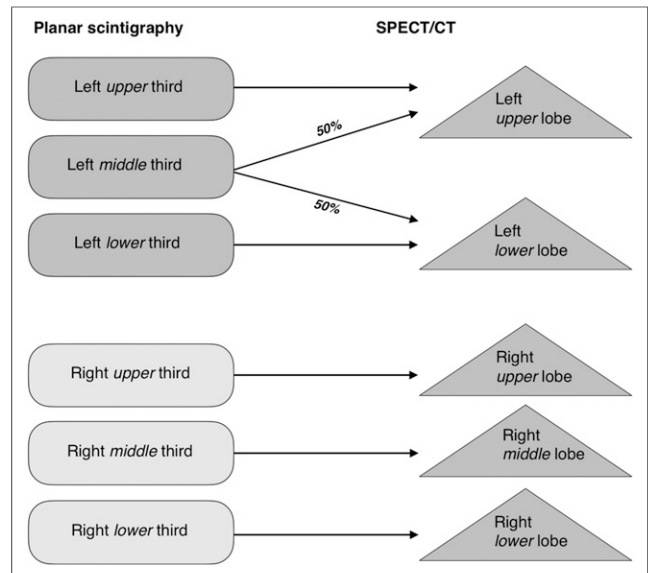 Planar scintigraphy
SPECT/CT
Left upper third
Left
upper lobe
50%
Left middle third
50%
Left
lower lobe
Left lower third
Right upper third
Right
upper lobe
Right middle third
Right
middle lobe
Right lower third
Right
lower lobe